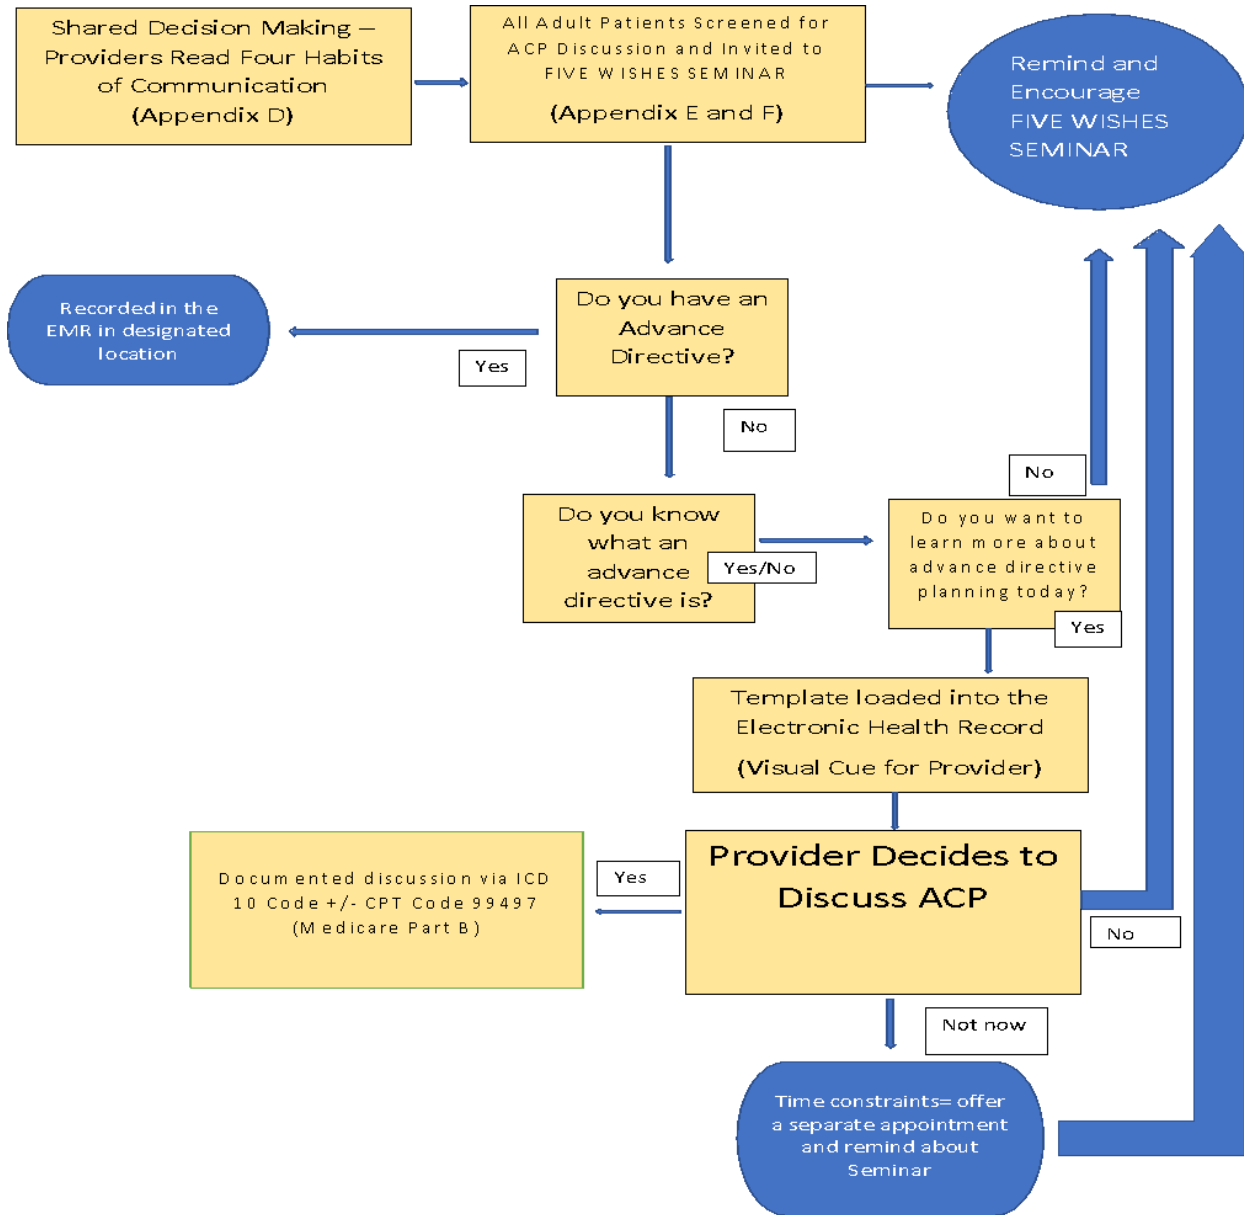 Shared Decision Making –
Providers Read Four Habits
of Communication
(Appendix D)
All Adult Patients Screened for
ACP Discussion and Invited to
FIVE WISHES SEMINAR
(Appendix E and F)
Remind and
Encourage
FIVE WISHES
SEMINAR
Recorded in the
EMR in designated
location
Yes
Do you have an
Advance
Directive?
No
Do you know
what an
advance
directive is?
Yes/No
No
Do you want to
learn more about
advance directive
planning today?
Yes
Template loaded into the
Electronic Health Record
(Visual Cue for Provider)
Documented discussion via ICD
10 Code +/- CPT Code 99497
(Medicare Part B)
Yes
Provider Decides to
Discuss ACP
No
Not now
Time constraints= offer
a separate appointment
and remind about
Seminar